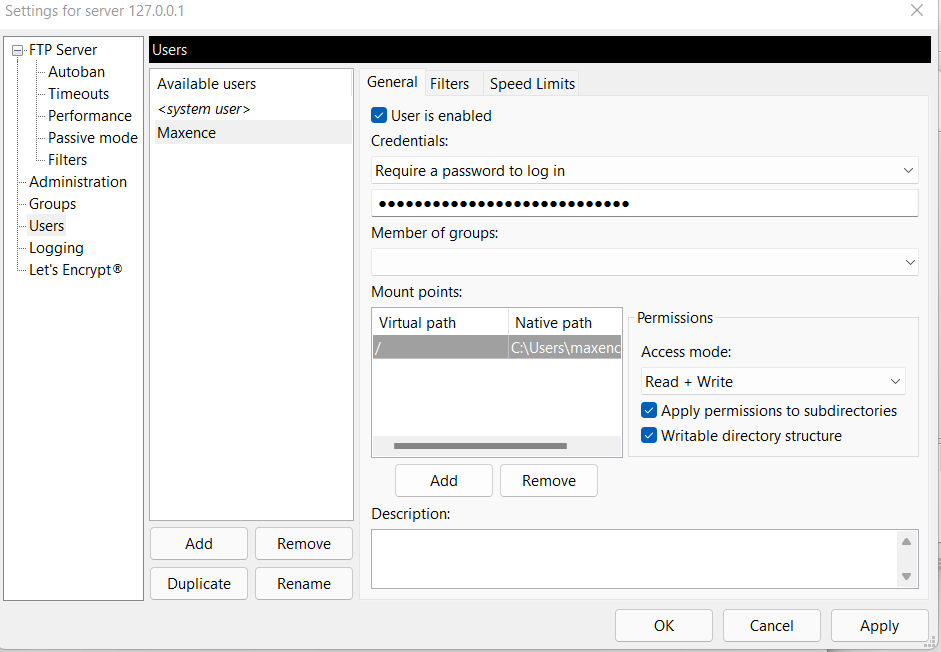 Settings for server 127.0.0.1
FTP Server
Autoban
Timeouts
Performance
Passive mode
Filters
Administration
Groups
Users
Logging
Let's Encrypt®
Users
Available users
<system user>
Maxence
Add
Remove
Duplicate
Rename
General
Filters
Speed Limits
User is enabled
Credentials:
Require a password to log in
••••••••••••••••••••••••••••
Member of groups:
Mount points:
Virtual path
Native path
/
C:\Users\maxenc
Add
Remove
Permissions
Access mode:
Read + Write
Apply permissions to subdirectories
Writable directory structure
Description:
OK
Cancel
Apply